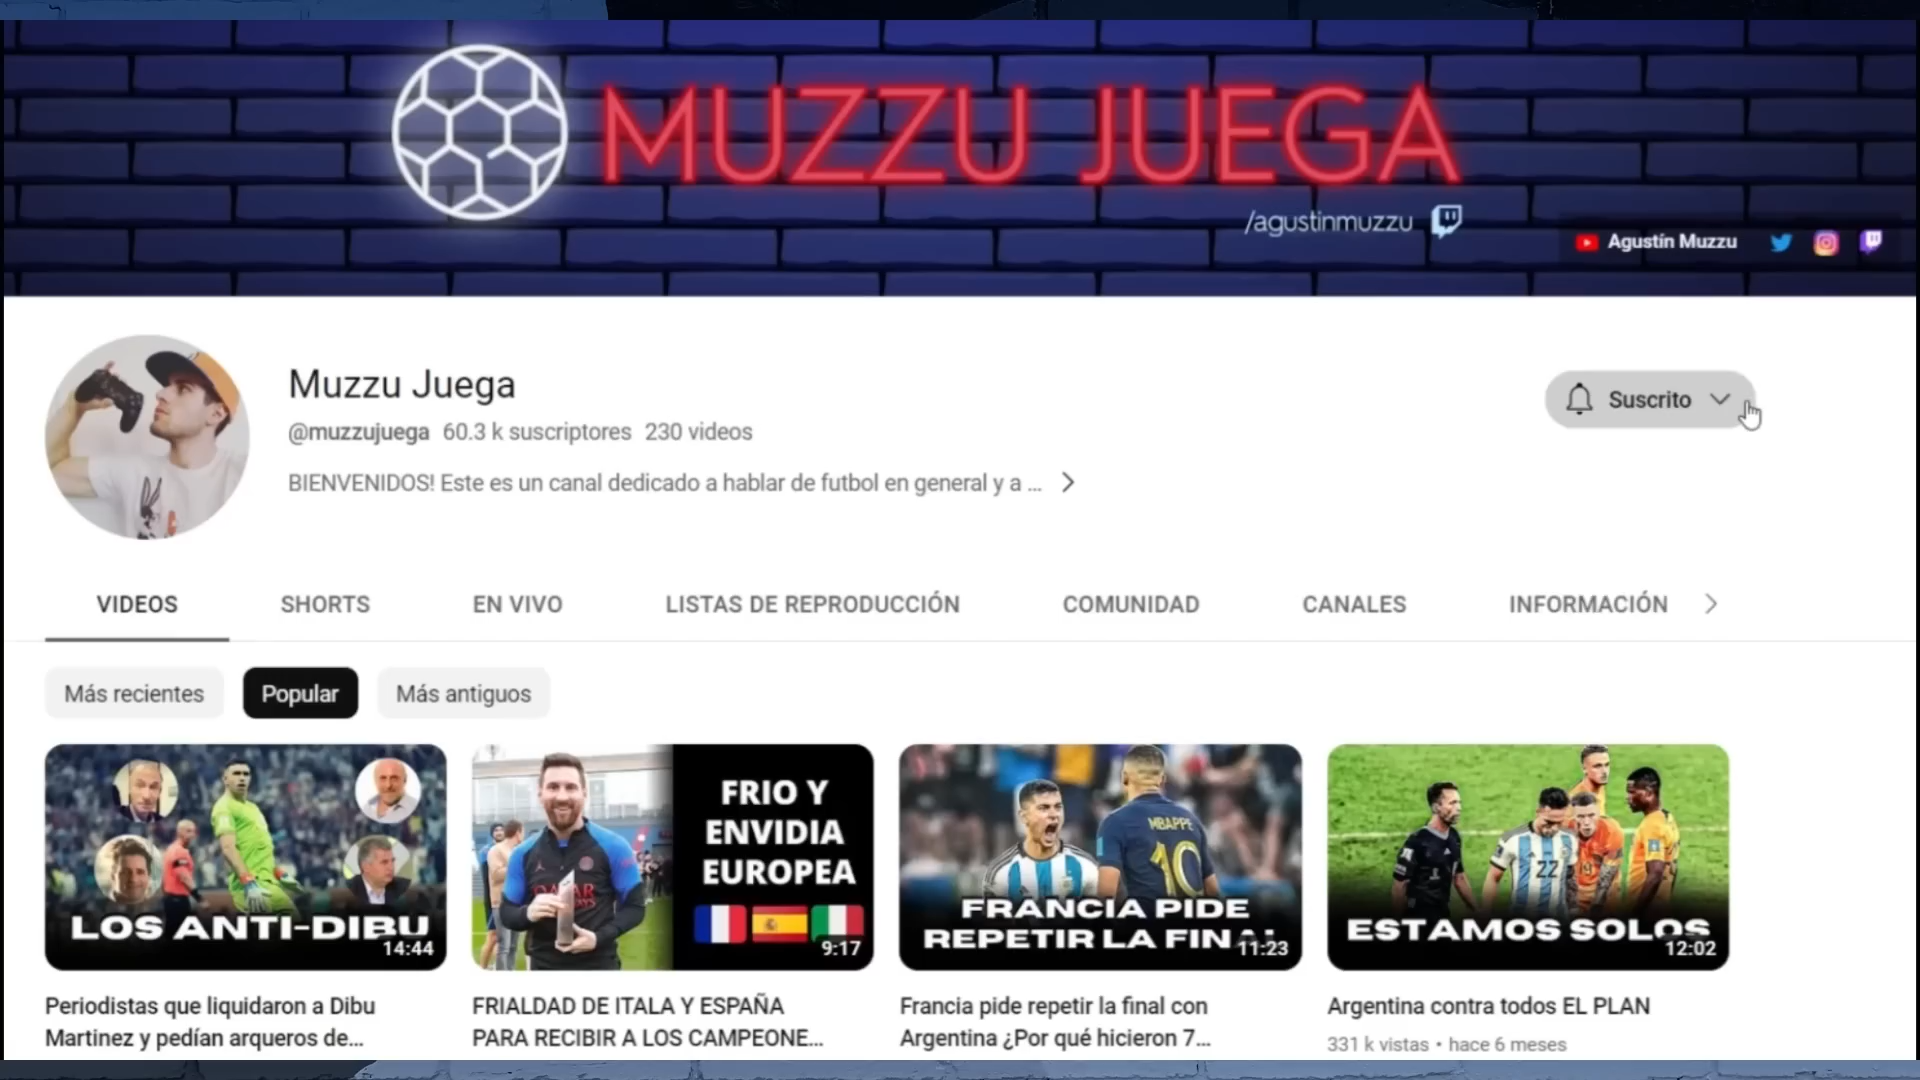 MUZZU JUEGA
/agustinmuzzu
Agustín Muzzu
Muzzu Juega
@muzzujuega 60.3 k suscriptores 230 videos
BIENVENIDOS! Este es un canal dedicado a hablar de futbol en general y a ...
Suscrito
VIDEOS SHORTS EN VIVO LISTAS DE REPRODUCCIÓN COMUNIDAD CANALES INFORMACIÓN
Más recientes Popular Más antiguos
LOS ANTI-DIBU
14:44
FRIO Y
ENVIDIA
EUROPEA
9:17
MBAPPE
10
FRANCIA PIDE
REPETIR LA FINAL
11:23
22
ESTAMOS SOLOS
12:02
Periodistas que liquidaron a Dibu
Martinez y pedían arqueros de...
FRIALDAD DE ITALA Y ESPAÑA
PARA RECIBIR A LOS CAMPEONE...
Francia pide repetir la final con
Argentina ¿Por qué hicieron 7...
Argentina contra todos EL PLAN
331 k vistas • hace 6 meses